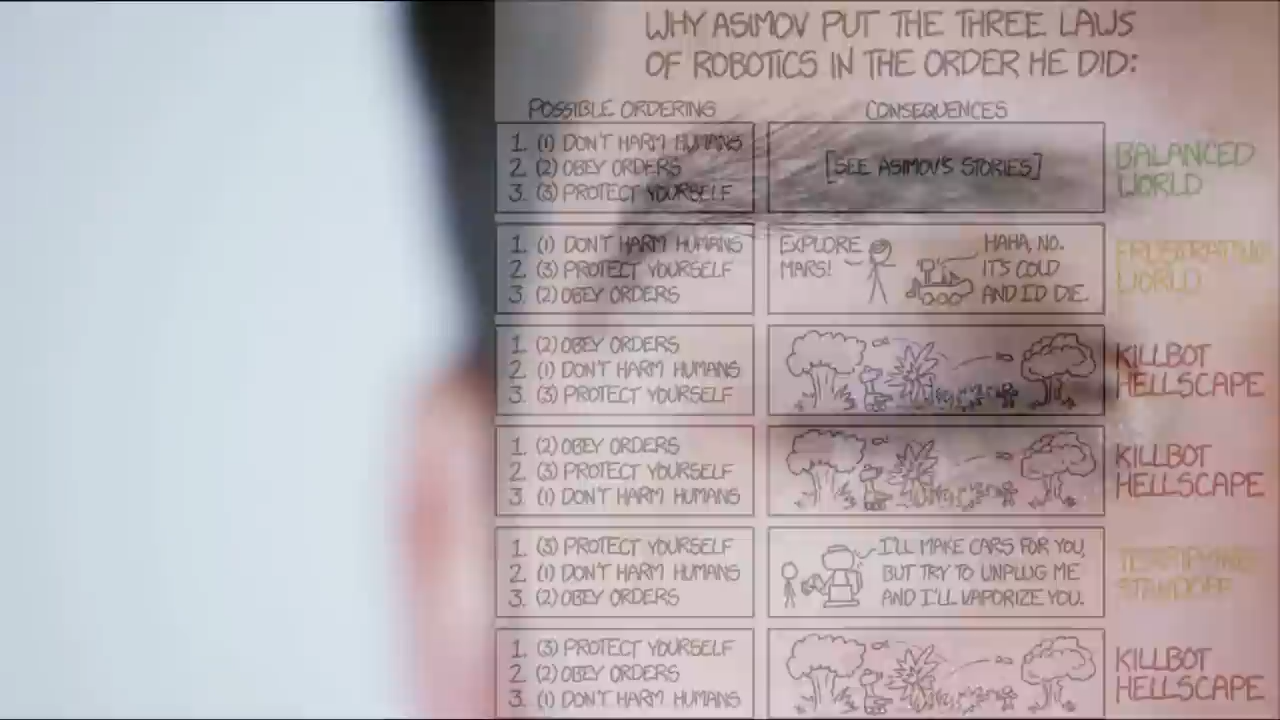 WHY ASIMOV PUT THE THREE LAWS
OF ROBOTICS IN THE ORDER HE DID:
POSSIBLE ORDERING CONSEQUENCES
1. (1) DON'T HARM HUMANS
2. (2) OBEY ORDERS
3. (3) PROTECT YOURSELF
[SEE ASIMOV'S STORIES]
BALANCED
WORLD
1. (1) DON'T HARM HUMANS
2. (3) PROTECT YOURSELF
3. (2) OBEY ORDERS
EXPLORE
MARS!
HAHA, NO.
IT'S COLD
AND I'D DIE.
FRUSTRATING
WORLD
1. (2) OBEY ORDERS
2. (1) DON'T HARM HUMANS
3. (3) PROTECT YOURSELF
KILLBOT
HELLSCAPE
1. (2) OBEY ORDERS
2. (3) PROTECT YOURSELF
3. (1) DON'T HARM HUMANS
KILLBOT
HELLSCAPE
1. (3) PROTECT YOURSELF
2. (1) DON'T HARM HUMANS
3. (2) OBEY ORDERS
I'LL MAKE CARS FOR YOU,
BUT TRY TO UNPLUG ME
AND I'LL VAPORIZE YOU.
TERRIFYING
STANDOFF
1. (3) PROTECT YOURSELF
2. (2) OBEY ORDERS
3. (1) DON'T HARM HUMANS
KILLBOT
HELLSCAPE